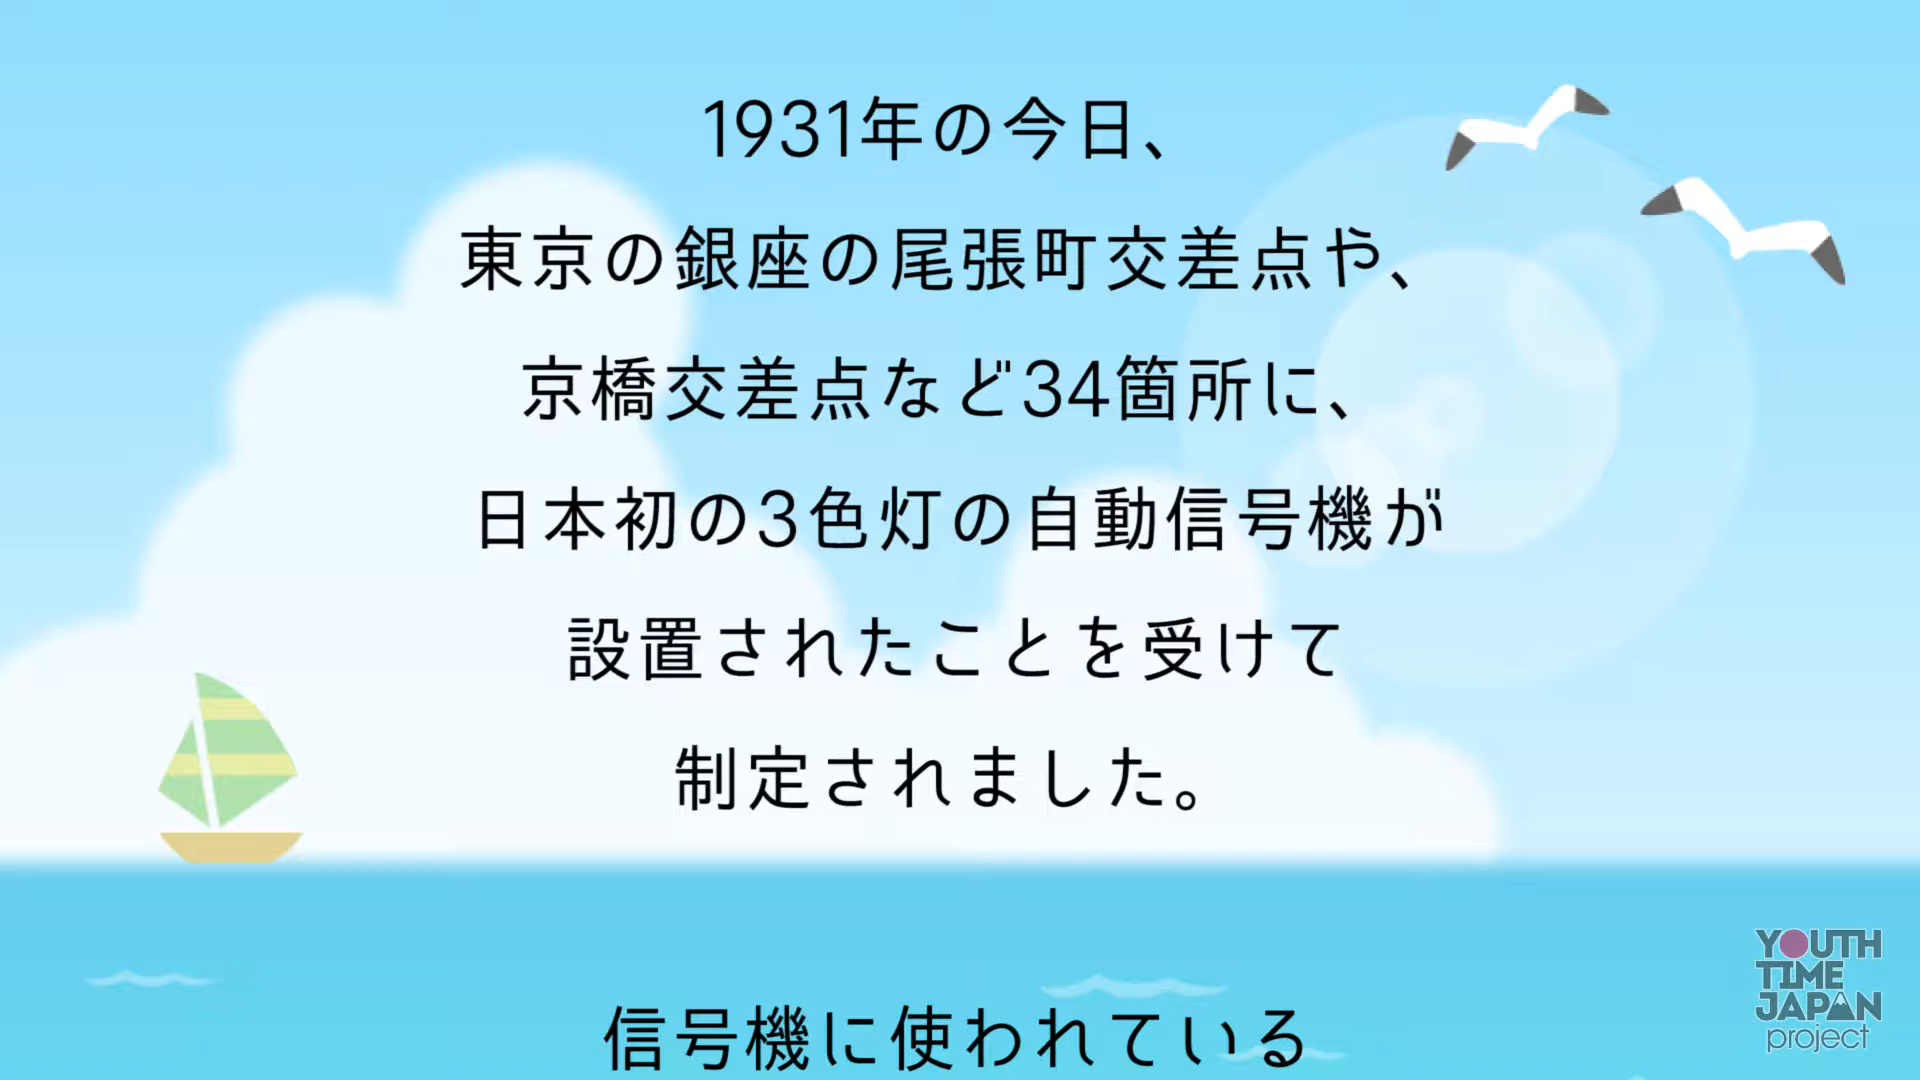 1931年の今日、
東京の銀座の尾張町交差点や、
京橋交差点など34箇所に、
日本初の3色灯の自動信号機が
設置されたことを受けて
制定されました。
信号機に使われている
YOUTH
TIME
JAPAN
project